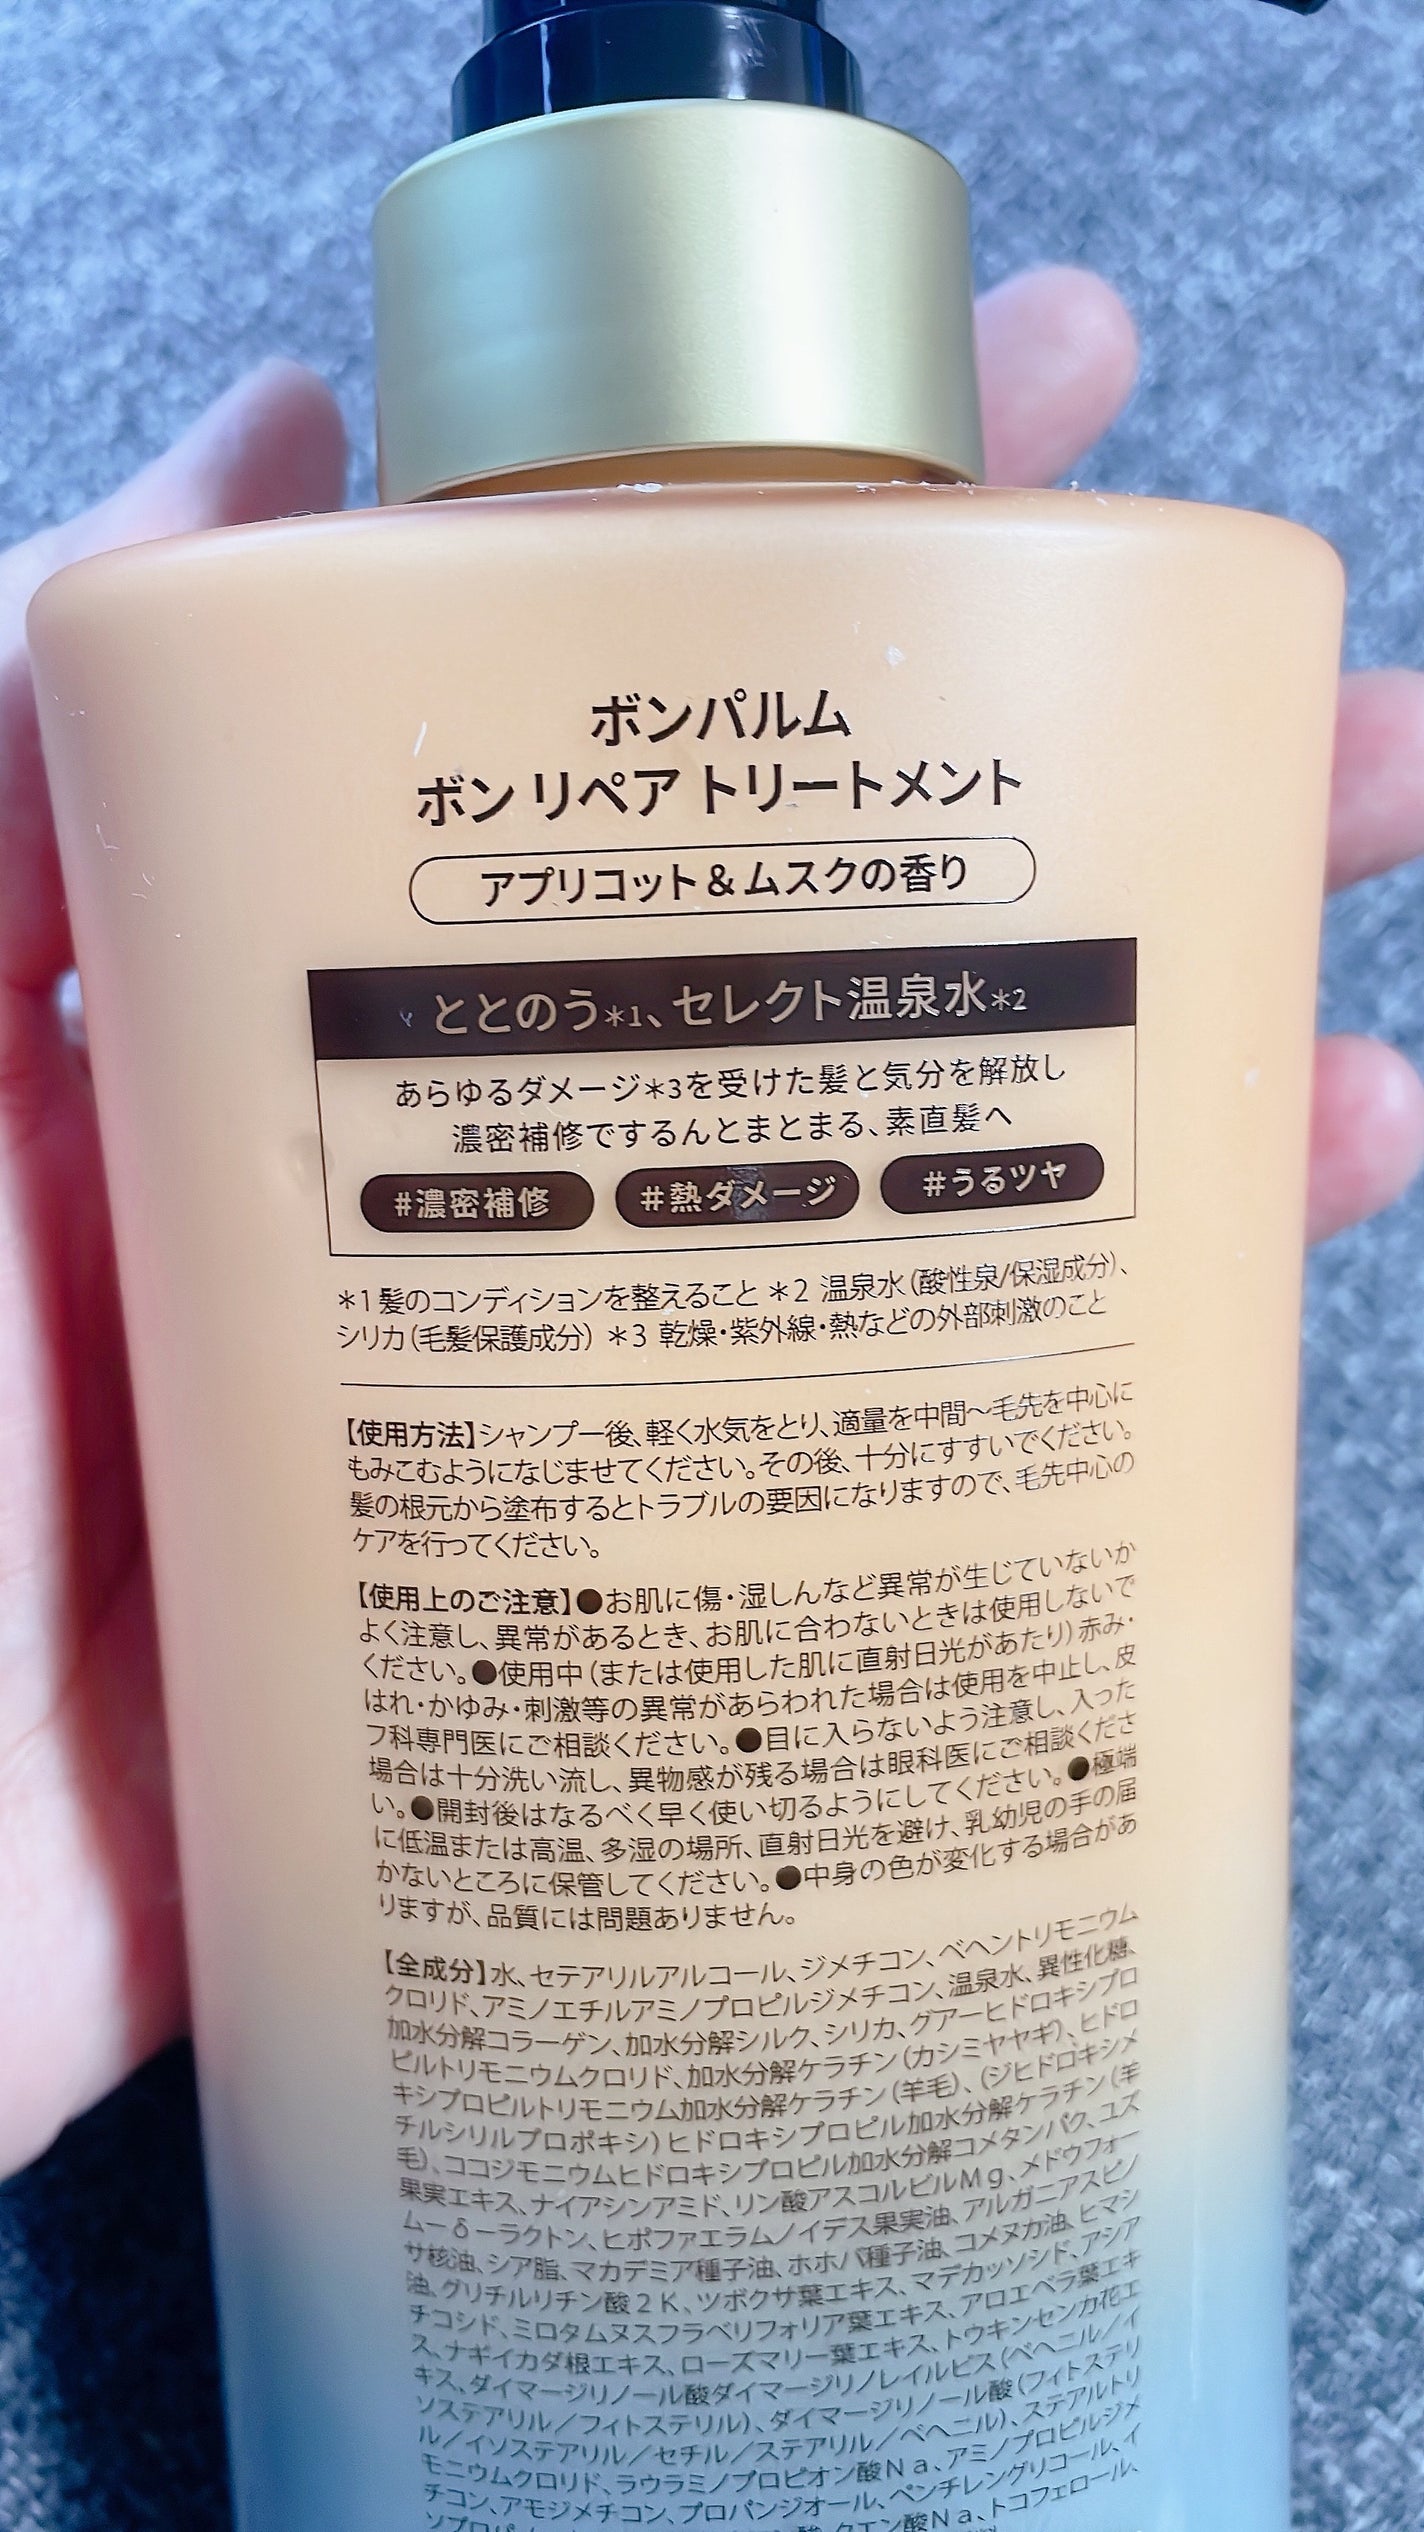 ボンパルム
ボン リペア トリートメント
アプリコット&ムスクの香り
ととのう*1、セレクト温泉水*2
あらゆるダメージ*3を受けた髪と気分を解放し
濃密補修でするんとまとまる、素直髪へ
#濃密補修 #熱ダメージ #うるツヤ
*1 髪のコンディションを整えること *2 温泉水(酸性泉/保湿成分)、
シリカ(毛髪保護成分) *3 乾燥・紫外線・熱などの外部刺激のこと
【使用方法】シャンプー後、軽く水気をとり、適量を中間〜毛先を中心に
もみこむようになじませてください。その後、十分にすすいでください。
髪の根元から塗布するとトラブルの要因になりますので、毛先中心の
ケアを行ってください。
【使用上のご注意】●お肌に傷・湿しんなど異常が生じていないか
よく注意し、異常があるとき、お肌に合わないときは使用しないで
ください。●使用中(または使用した肌に直射日光があたり)赤み・
はれ・かゆみ・刺激等の異常があらわれた場合は使用を中止し、皮
フ科専門医にご相談ください。●目に入らないよう注意し、入った
場合は十分洗い流し、異物感が残る場合は眼科医にご相談くださ
い。●開封後はなるべく早く使い切るようにしてください。●極端
に低温または高温、多湿の場所、直射日光を避け、乳幼児の手の届
かないところに保管してください。●中身の色が変化する場合があ
りますが、品質には問題ありません。
【全成分】水、セテアリルアルコール、ジメチコン、ベヘントリモニウム
クロリド、アミノエチルアミノプロピルジメチコン、温泉水、異性化糖、
加水分解コラーゲン、加水分解シルク、シリカ、グアーヒドロキシプロ
ピルトリモニウムクロリド、加水分解ケラチン(カシミヤヤギ)、ヒドロ
キシプロピルトリモニウム加水分解ケラチン(羊毛)、(ジヒドロキシメ
チルシリルプロポキシ)ヒドロキシプロピル加水分解ケラチン(羊
毛)、ココジモニウムヒドロキシプロピル加水分解コメタンパク、ユズ
果実エキス、ナイアシンアミド、リン酸アスコルビルMg、メドウフォー
ム-δ-ラクトン、ヒポファエラムノイデス果実油、アルガニアスピノ
サ核油、シア脂、マカデミア種子油、ホホバ種子油、コメヌカ油、ヒマシ
油、グリチルリチン酸2K、ツボクサ葉エキス、マデカッソシド、アシア
チコシド、ミロタムヌスフラベリフォリア葉エキス、アロエベラ葉エキ
ス、ナギイカダ根エキス、ローズマリー葉エキス、トウキンセンカ花エ
キス、ダイマージリノール酸ダイマージリノレイルビス(ベヘニル/イ
ソステアリル/フィトステリル)、ダイマージリノール酸(フィトステリ
ル/イソステアリル/セチル/ステアリル/ベヘニル)、ステアルトリ
モニウムクロリド、ラウラミノプロピオン酸Na、アミノプロピルジメ
チコン、アモジメチコン、プロパンジオール、ペンチレングリコール、イ
クエン酸Na、トコフェロール、